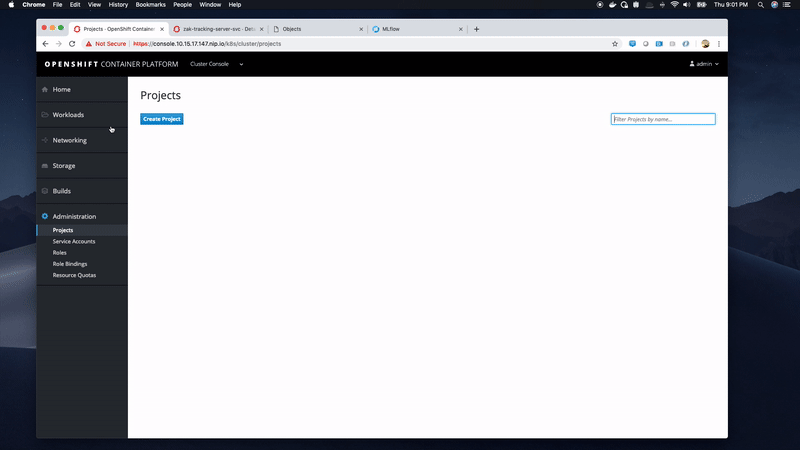 Chrome File Edit View History Bookmarks People Window Help
Thu 9:01 PM
Projects · OpenShift Container
zak-tracking-server-svc · Deta
Objects
MLflow
Not Secure https://console.10.15.17.147.nip.io/k8s/cluster/projects
OPENSHIFT CONTAINER PLATFORM
Cluster Console
admin
Home
Workloads
Networking
Storage
Builds
Administration
Projects
Service Accounts
Roles
Role Bindings
Resource Quotas
Projects
Create Project
Filter Projects by name...